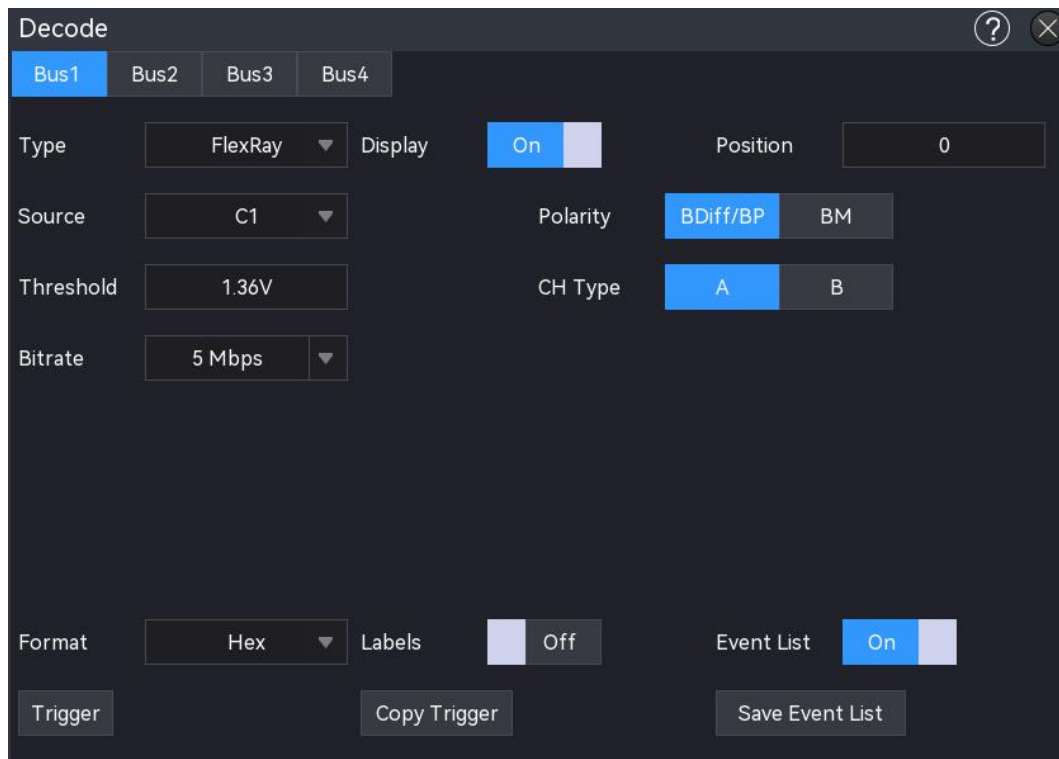 Decode ?
Bus1 Bus2 Bus3 Bus4
Type FlexRay Display On Position 0
Source C1 Polarity BDiff/BP BM
Threshold 1.36V CH Type A B
Bitrate 5 Mbps
Format Hex Labels Off Event List On
Trigger Copy Trigger Save Event List